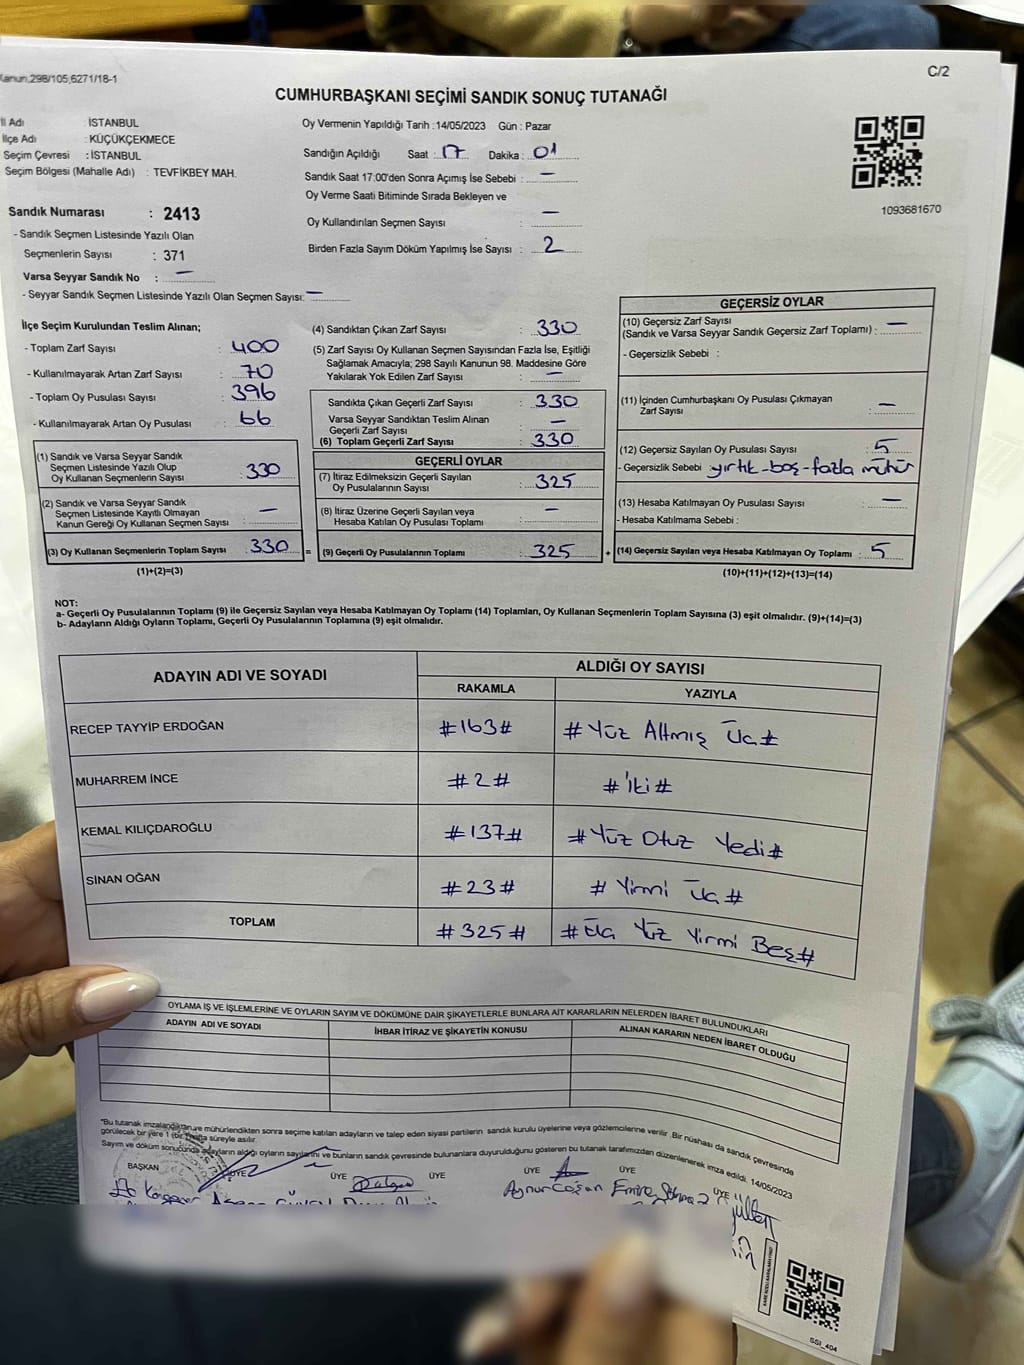 Kanun,298/105,6271/18-1
C/2
CUMHURBAŞKANI SEÇİMİ SANDIK SONUÇ TUTANAĞI
İl Adı : İSTANBUL
İlçe Adı : KÜÇÜKÇEKMECE
Seçim Çevresi : İSTANBUL
Seçim Bölgesi (Mahalle Adı) : TEVFİKBEY MAH.
Sandık Numarası : 2413
- Sandık Seçmen Listesinde Yazılı Olan
Seçmenlerin Sayısı : 371
Varsa Seyyar Sandık No : —
- Seyyar Sandık Seçmen Listesinde Yazılı Olan Seçmen Sayısı: —
Oy Vermenin Yapıldığı Tarih :14/05/2023 Gün : Pazar
Sandığın Açıldığı Saat : 17 Dakika : 01
Sandık Saat 17:00'den Sonra Açımış İse Sebebi : —
Oy Verme Saati Bitiminde Sırada Bekleyen ve
Oy Kullandırılan Seçmen Sayısı : —
Birden Fazla Sayım Döküm Yapılmış İse Sayısı : 2
1093681670
İlçe Seçim Kurulundan Teslim Alınan;
- Toplam Zarf Sayısı : 400
- Kullanılmayarak Artan Zarf Sayısı : 70
- Toplam Oy Pusulası Sayısı : 396
- Kullanılmayarak Artan Oy Pusulası : 66
(1) Sandık ve Varsa Seyyar Sandık
Seçmen Listesinde Yazılı Olup
Oy Kullanan Seçmenlerin Sayısı : 330
(2) Sandık ve Varsa Seyyar Sandık
Seçmen Listesinde Kayıtlı Olmayan
Kanun Gereği Oy Kullanan Seçmen Sayısı : —
(3) Oy Kullanan Seçmenlerin Toplam Sayısı : 330 =
(1)+(2)=(3)
(4) Sandıktan Çıkan Zarf Sayısı : 330
(5) Zarf Sayısı Oy Kullanan Seçmen Sayısından Fazla İse, Eşitliği
Sağlamak Amacıyla; 298 Sayılı Kanunun 98. Maddesine Göre
Yakılarak Yok Edilen Zarf Sayısı : —
Sandıkta Çıkan Geçerli Zarf Sayısı : 330
Varsa Seyyar Sandıktan Teslim Alınan
Geçerli Zarf Sayısı : —
(6) Toplam Geçerli Zarf Sayısı : 330
GEÇERLİ OYLAR
(7) İtiraz Edilmeksizin Geçerli Sayılan
Oy Pusulalarının Sayısı : 325
(8) İtiraz Üzerine Geçerli Sayılan veya
Hesaba Katılan Oy Pusulası Toplamı : —
(9) Geçerli Oy Pusulalarının Toplamı : 325 +
GEÇERSİZ OYLAR
(10) Geçersiz Zarf Sayısı
(Sandık ve Varsa Seyyar Sandık Geçersiz Zarf Toplamı) : —
- Geçersizlik Sebebi :
(11) İçinden Cumhurbaşkanı Oy Pusulası Çıkmayan
Zarf Sayısı : —
(12) Geçersiz Sayılan Oy Pusulası Sayısı : 5
- Geçersizlik Sebebi : yırtık-boş-fazla mühür
(13) Hesaba Katılmayan Oy Pusulası Sayısı : —
- Hesaba Katılmama Sebebi :
(14) Geçersiz Sayılan veya Hesaba Katılmayan Oy Toplamı : 5
(10)+(11)+(12)+(13)=(14)
NOT:
a- Geçerli Oy Pusulalarının Toplamı (9) ile Geçersiz Sayılan veya Hesaba Katılmayan Oy Toplamı (14) Toplamları, Oy Kullanan Seçmenlerin Toplam Sayısına (3) eşit olmalıdır. (9)+(14)=(3)
b- Adayların Aldığı Oyların Toplamı, Geçerli Oy Pusulalarının Toplamına (9) eşit olmalıdır.
ADAYIN ADI VE SOYADI ALDIĞI OY SAYISI
RAKAMLA YAZIYLA
RECEP TAYYİP ERDOĞAN #163# #Yüz Altmış Üç#
MUHARREM İNCE #2# #İki#
KEMAL KILIÇDAROĞLU #137# #Yüz Otuz Yedi#
SİNAN OĞAN #23# #Yirmi Üç#
TOPLAM #325# #Üç Yüz Yirmi Beş#
OYLAMA İŞ VE İŞLEMLERİNE VE OYLARIN SAYIM VE DÖKÜMÜNE DAİR ŞİKAYETLERLE BUNLARA AİT KARARLARIN NELERDEN İBARET BULUNDUKLARI
ADAYIN ADI VE SOYADI İHBAR İTİRAZ VE ŞİKAYETİN KONUSU ALINAN KARARIN NEDEN İBARET OLDUĞU
"Bu tutanak imzalandıktan ve mühürlendikten sonra seçime katılan adayların ve talep eden siyasi partilerin sandık kurulu üyelerine veya gözlemcilerine verilir. Bir nüshası da sandık çevresinde
görülecek bir yere 1 (bir) hafta süreyle asılır.
Sayım ve döküm sonucunda adayların aldığı oyların sayılarını ve bunların sandık çevresinde bulunanlara duyurulduğunu gösteren bu tutanak tarafımızdan düzenlenerek imza edildi. 14/05/2023
BAŞKAN ÜYE ÜYE ÜYE ÜYE ÜYE ÜYE
Aynur Coşan Emine
SSI_404